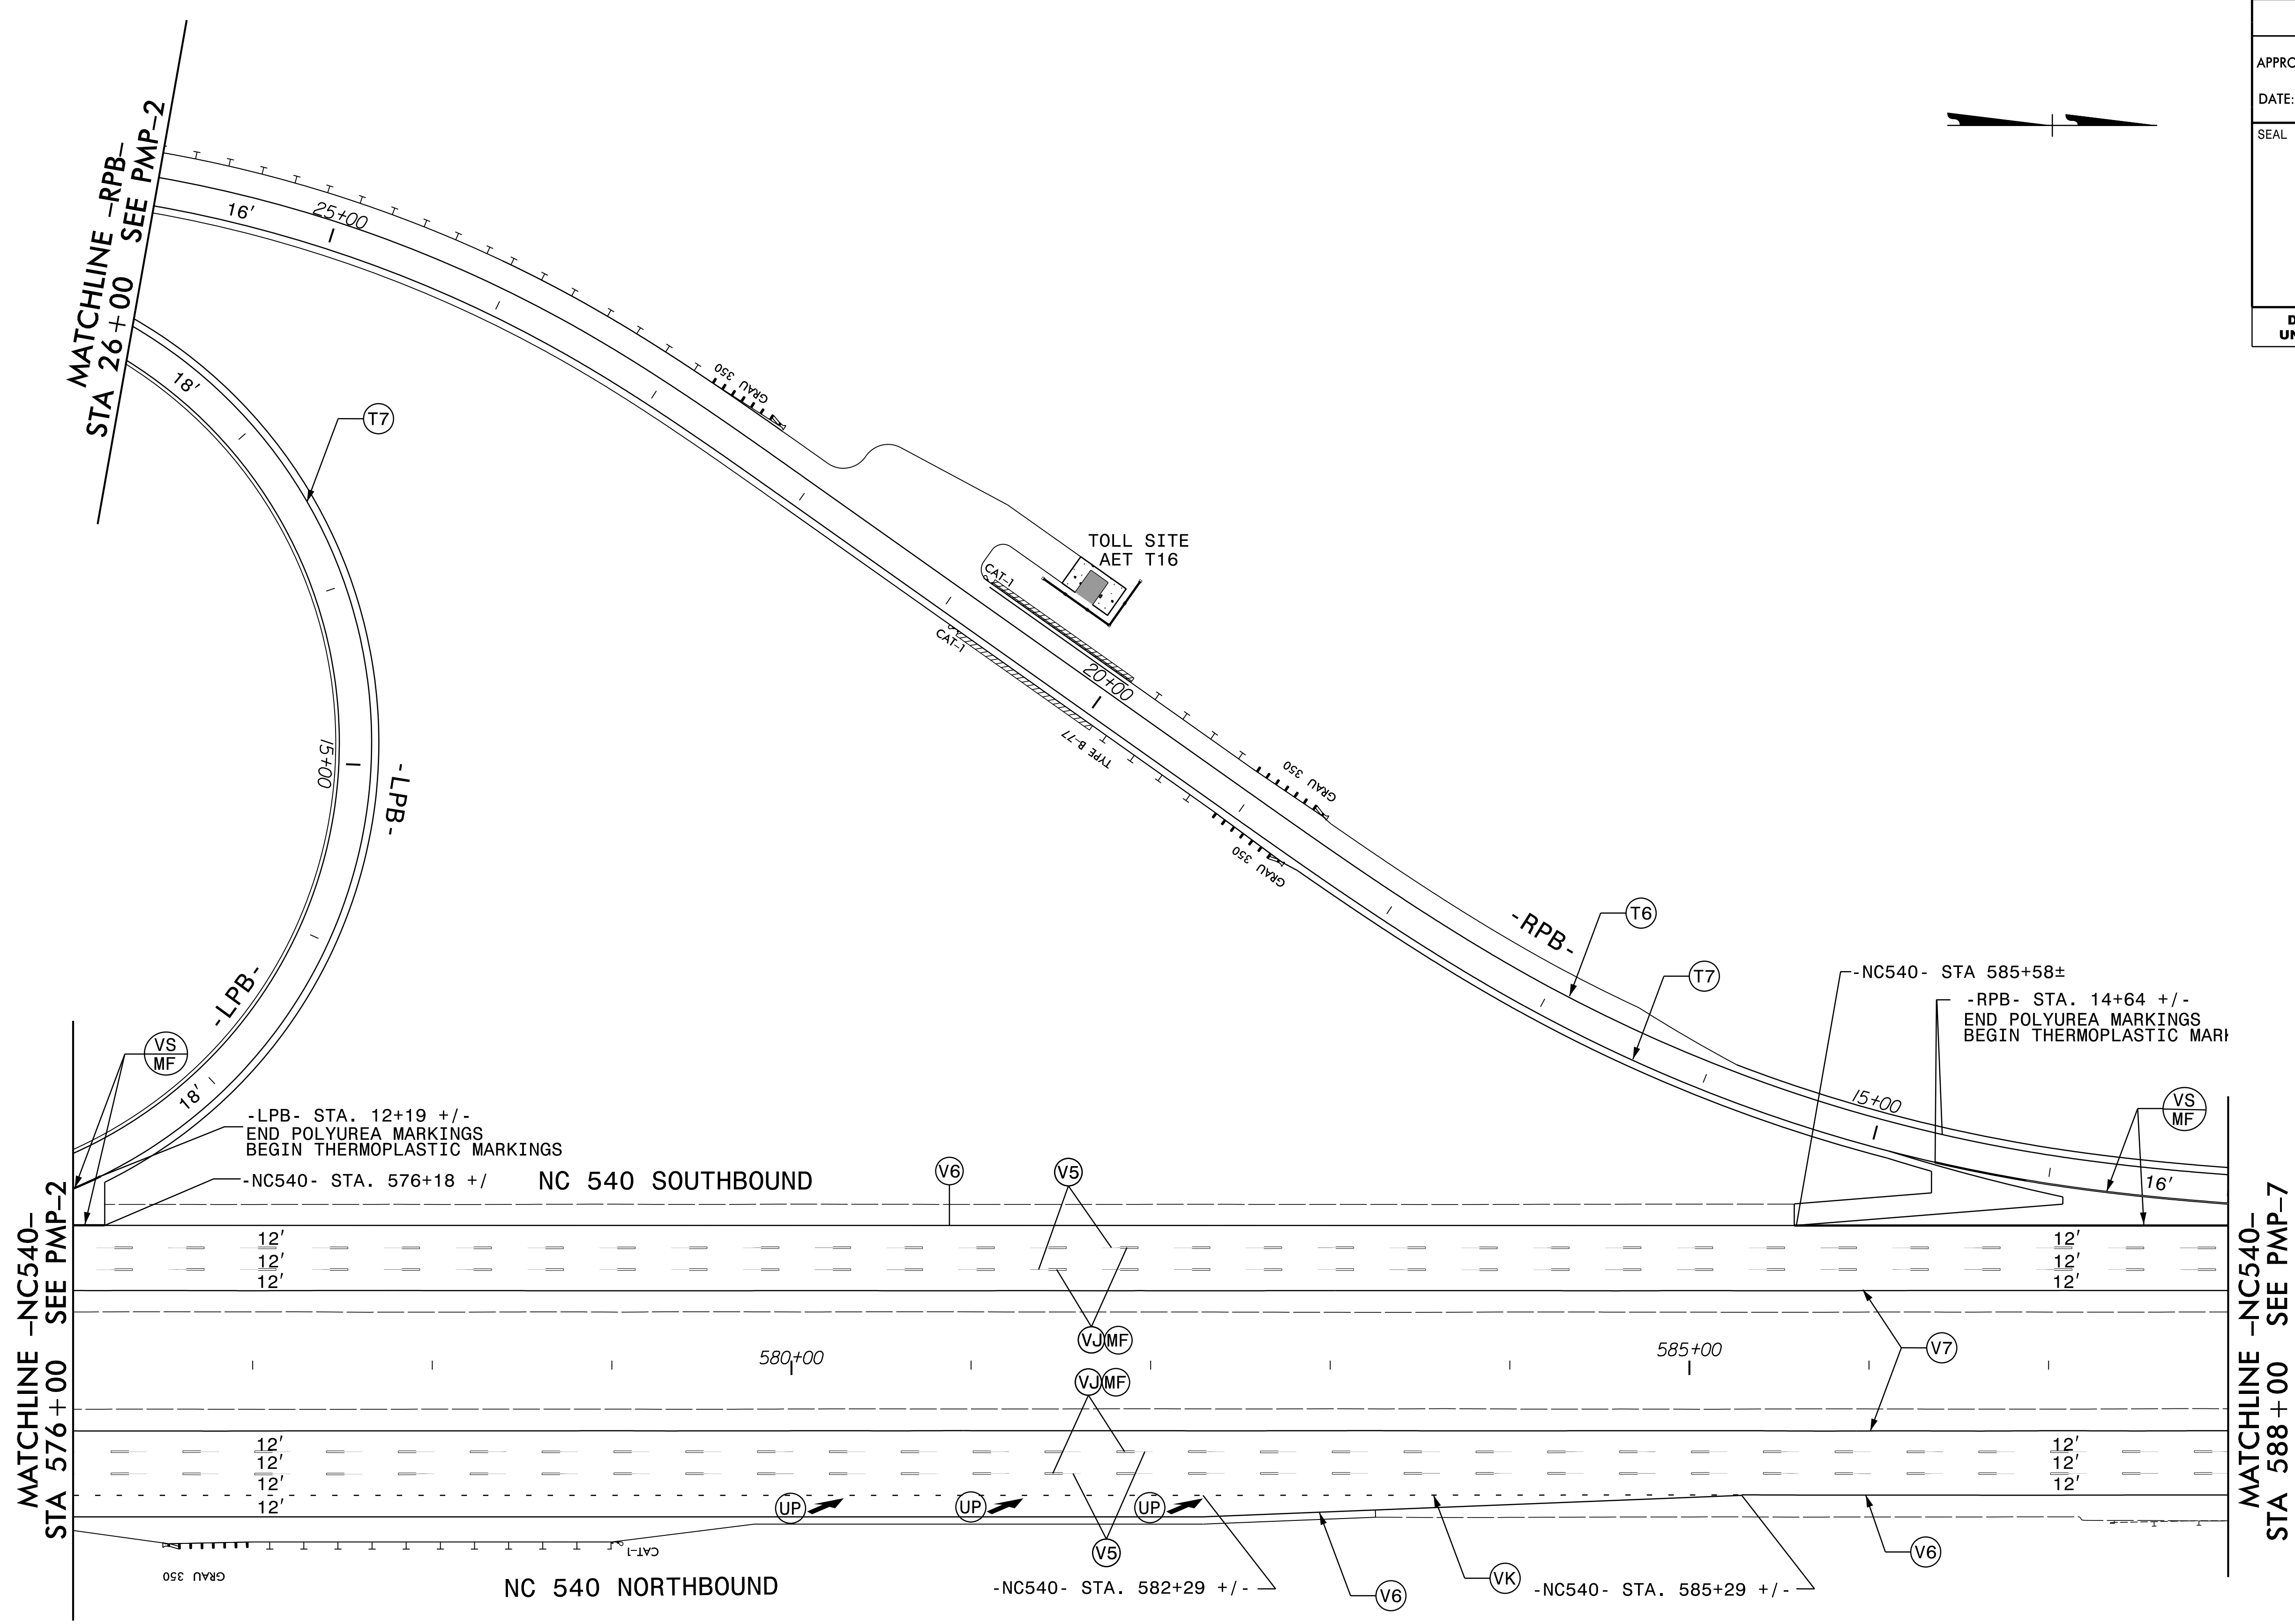 APPRO
DATE:
SEAL
D
UN
MATCHLINE –RPB–
STA 26+00 SEE PMP–2
16'
25+00
18'
T7
GRAU 350
TOLL SITE
AET T16
CAT–1
CAT–1
20+00
TYPE B–77
15+00
-LPB-
GRAU 350
GRAU 350
-RPB-
T6
T7
-LPB-
-NC540- STA 585+58±
-RPB- STA. 14+64 +/-
END POLYUREA MARKINGS
BEGIN THERMOPLASTIC MARK
VS
MF
18'
15+00
VS
MF
-LPB- STA. 12+19 +/-
END POLYUREA MARKINGS
BEGIN THERMOPLASTIC MARKINGS
-NC540- STA. 576+18 +/
NC 540 SOUTHBOUND
V6
V5
16'
MATCHLINE –NC540–
STA 576+00 SEE PMP–2
12'
12'
12'
12'
12'
12'
VJ MF
580+00
585+00
V7
VJ MF
12'
12'
12'
12'
12'
12'
12'
UP
UP
UP
CAT–1
GRAU 350
V5
V6
NC 540 NORTHBOUND
-NC540- STA. 582+29 +/-
V6
VK
-NC540- STA. 585+29 +/-
MATCHLINE –NC540–
STA 588+00 SEE PMP–7